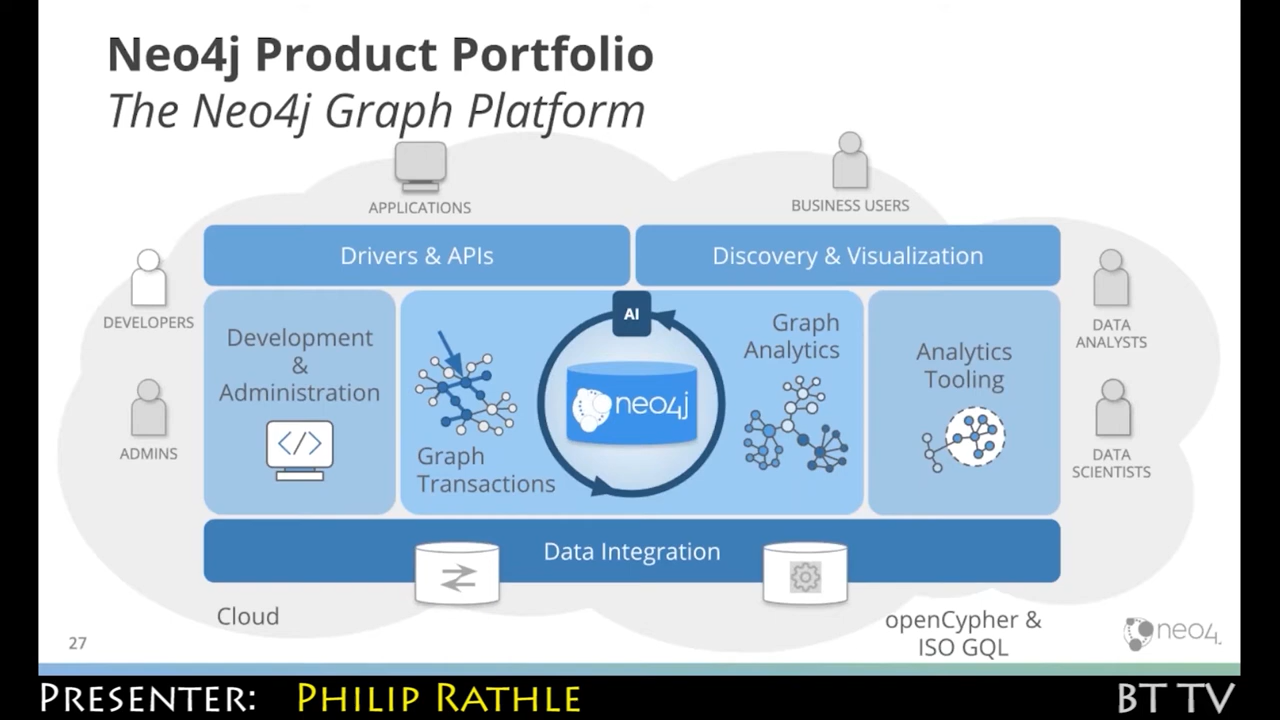 Neo4j Product Portfolio
The Neo4j Graph Platform
APPLICATIONS
BUSINESS USERS
Drivers & APIs
Discovery & Visualization
DEVELOPERS
ADMINS
Development
&
Administration
</>
Graph
Transactions
AI
neo4j
Graph
Analytics
Analytics
Tooling
DATA
ANALYSTS
DATA
SCIENTISTS
Data Integration
Cloud
openCypher &
ISO GQL
27
neo4j
PRESENTER: PHILIP RATHLE
BT TV